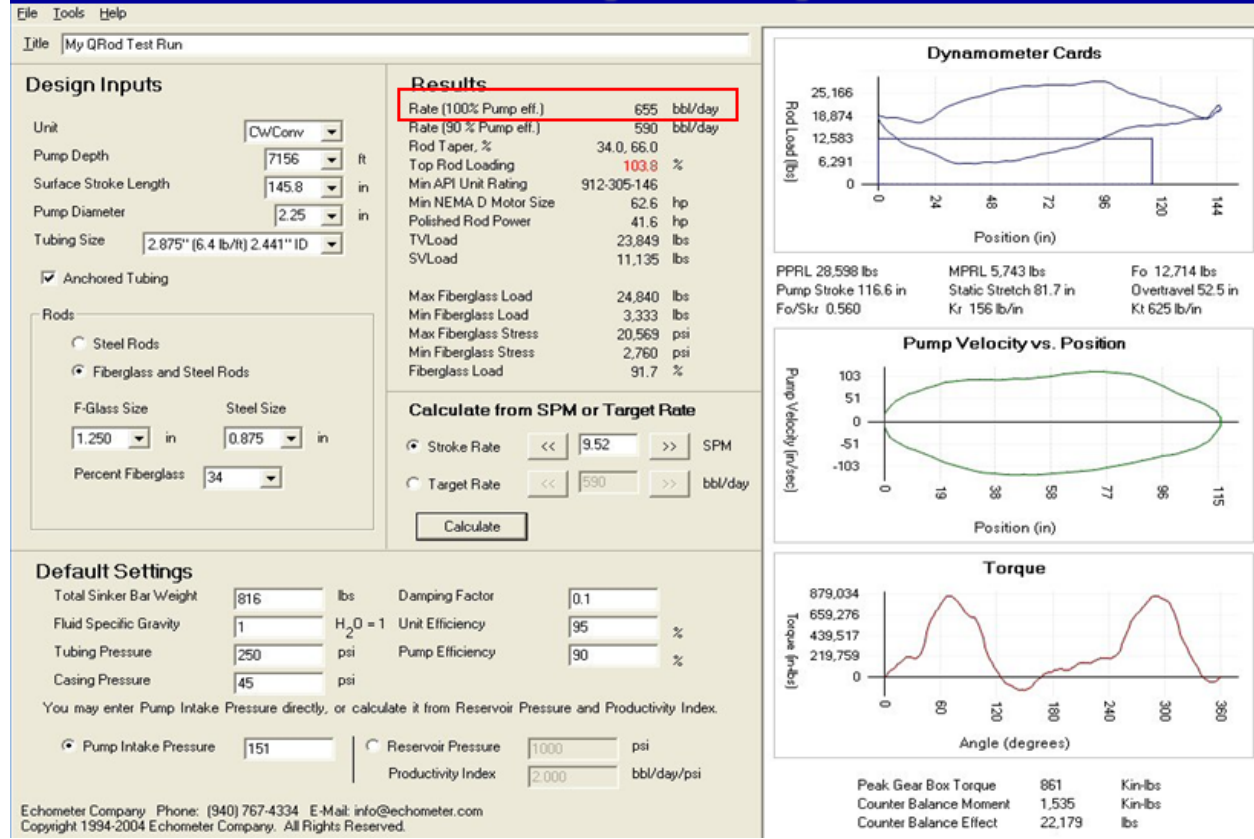 File Tools Help
Title My QRod Test Run
Design Inputs
Unit CWConv
Pump Depth 7156 ft
Surface Stroke Length 145.8 in
Pump Diameter 2.25 in
Tubing Size 2.875" (6.4 lb/ft) 2.441" ID
Anchored Tubing
Rods
Steel Rods
Fiberglass and Steel Rods
F-Glass Size Steel Size
1.250 in 0.875 in
Percent Fiberglass 34
Results
Rate (100% Pump eff.) 655 bbl/day
Rate (90 % Pump eff.) 590 bbl/day
Rod Taper, % 34.0, 66.0
Top Rod Loading 103.8 %
Min API Unit Rating 912-305-146
Min NEMA D Motor Size 62.6 hp
Polished Rod Power 41.6 hp
TVLoad 23,849 lbs
SVLoad 11,135 lbs
Max Fiberglass Load 24,840 lbs
Min Fiberglass Load 3,333 lbs
Max Fiberglass Stress 20,569 psi
Min Fiberglass Stress 2,760 psi
Fiberglass Load 91.7 %
Calculate from SPM or Target Rate
Stroke Rate << 9.52 >> SPM
Target Rate << 590 >> bbl/day
Calculate
Default Settings
Total Sinker Bar Weight 816 lbs Damping Factor 0.1
Fluid Specific Gravity 1 H2O = 1 Unit Efficiency 95 %
Tubing Pressure 250 psi Pump Efficiency 90 %
Casing Pressure 45 psi
You may enter Pump Intake Pressure directly, or calculate it from Reservoir Pressure and Productivity Index.
Pump Intake Pressure 151 Reservoir Pressure 1000 psi
Productivity Index 2.000 bbl/day/psi
Echometer Company Phone: (940) 767-4334 E-Mail: info@echometer.com
Copyright 1994-2004 Echometer Company. All Rights Reserved.
Dynamometer Cards
Rod Load (lbs)
25,166
18,874
12,583
6,291
0
0 24 48 72 96 120 144
Position (in)
PPRL 28,598 lbs MPRL 5,743 lbs Fo 12,714 lbs
Pump Stroke 116.6 in Static Stretch 81.7 in Overtravel 52.5 in
Fo/Skr 0.560 Kr 156 lb/in Kt 625 lb/in
Pump Velocity vs. Position
Pump Velocity (in/sec)
103
51
0
-51
-103
0 19 38 58 77 96 115
Position (in)
Torque
Torque (in-lbs)
879,034
659,276
439,517
219,759
0
0 60 120 180 240 300 360
Angle (degrees)
Peak Gear Box Torque 861 Kin-lbs
Counter Balance Moment 1,535 Kin-lbs
Counter Balance Effect 22,179 lbs